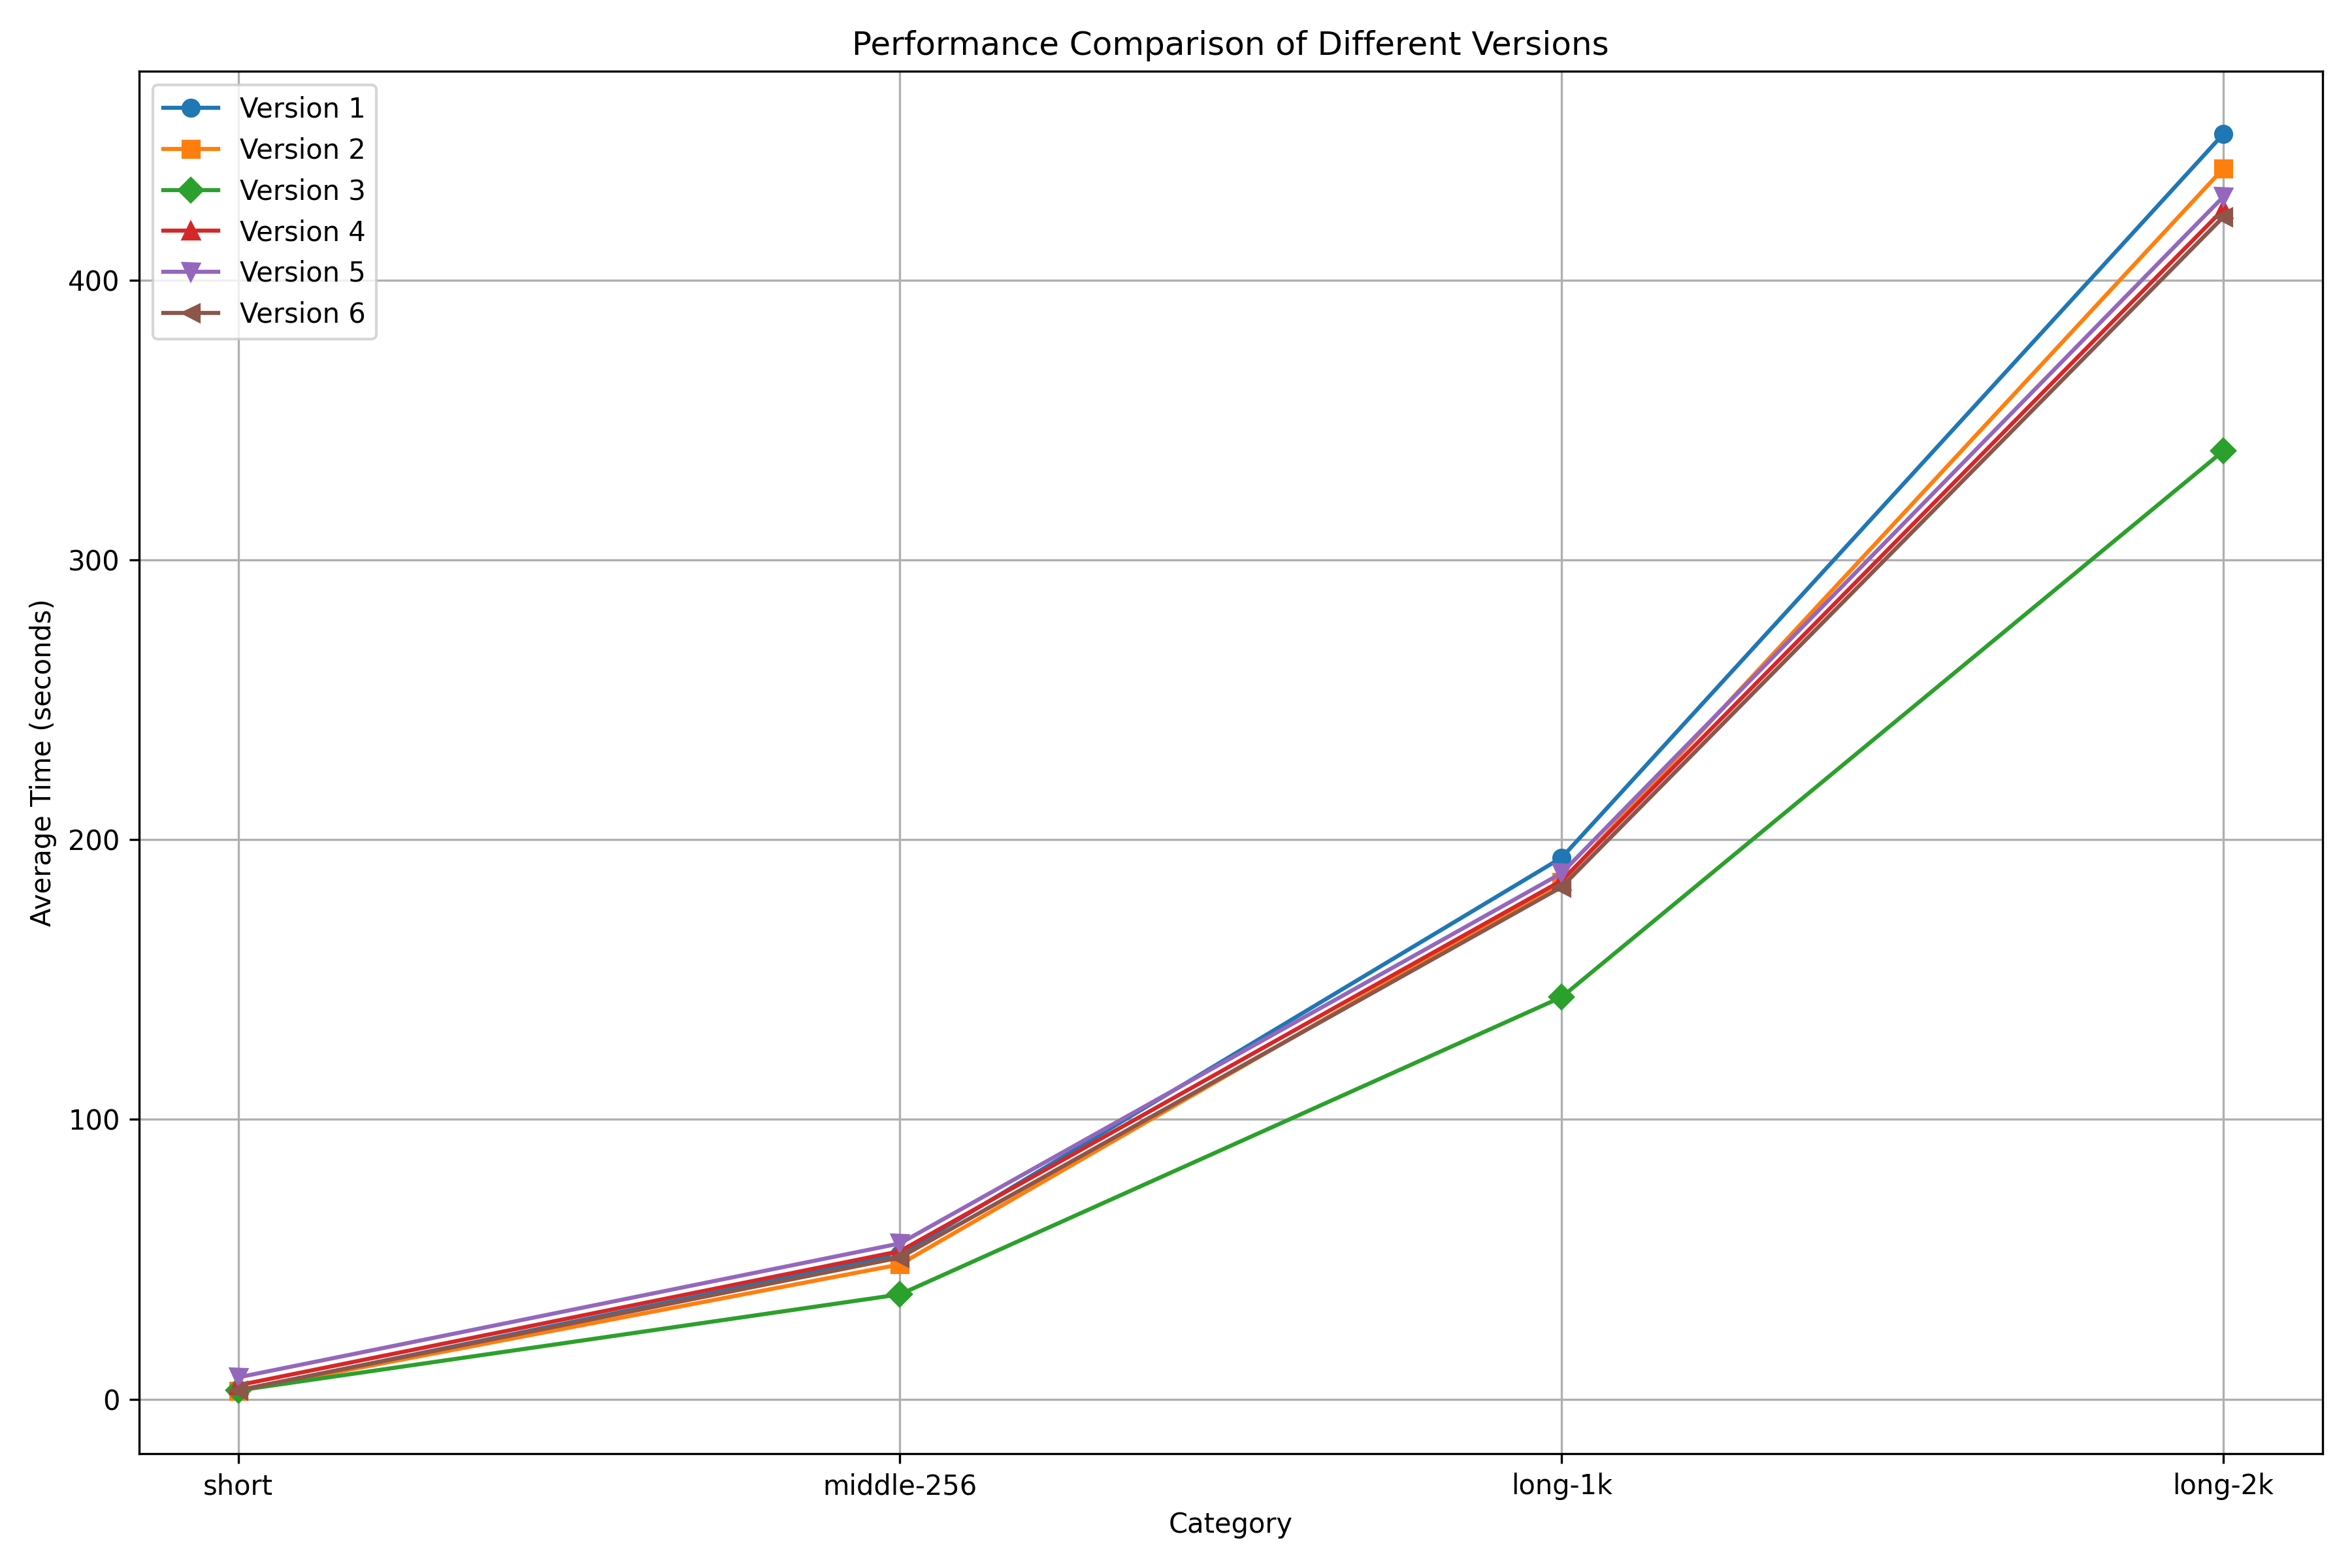 Performance Comparison of Different Versions
Version 1
Version 2
Version 3
Version 4
Version 5
Version 6
Average Time (seconds)
400
300
200
100
0
short
middle-256
long-1k
long-2k
Category